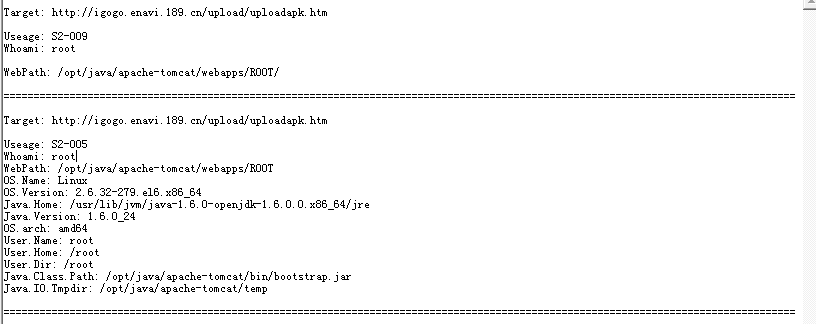 Target: http://igogo.enavi.189.cn/upload/uploadapk.htm
Useage: S2-009
Whoami: root
WebPath: /opt/java/apache-tomcat/webapps/ROOT/
====================================================================================================================================
Target: http://igogo.enavi.189.cn/upload/uploadapk.htm
Useage: S2-005
Whoami: root
WebPath: /opt/java/apache-tomcat/webapps/ROOT
OS.Name: Linux
OS.Version: 2.6.32-279.el6.x86_64
Java.Home: /usr/lib/jvm/java-1.6.0-openjdk-1.6.0.0.x86_64/jre
Java.Version: 1.6.0_24
OS.arch: amd64
User.Name: root
User.Home: /root
User.Dir: /root
Java.Class.Path: /opt/java/apache-tomcat/bin/bootstrap.jar
Java.IO.Tmpdir: /opt/java/apache-tomcat/temp
====================================================================================================================================